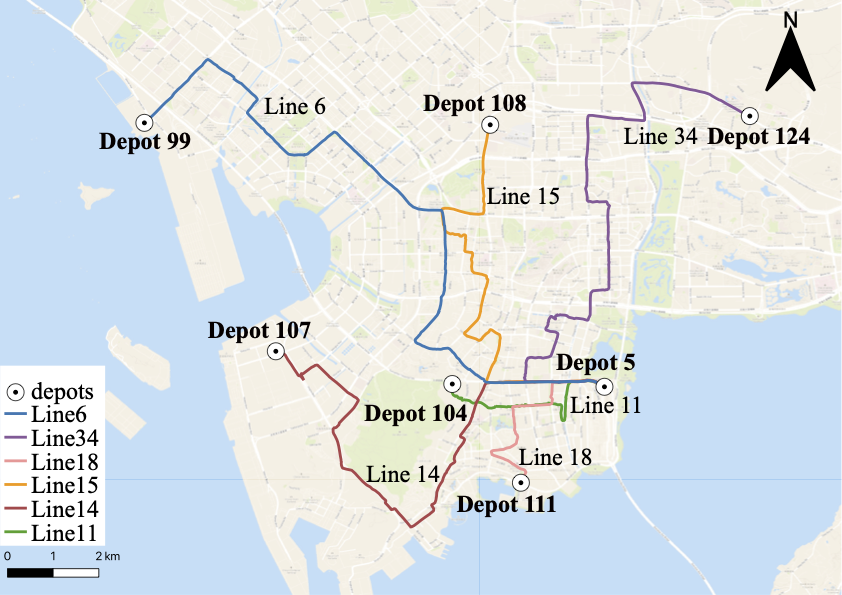 N
Line 6
Depot 108
Depot 99
Line 34 Depot 124
Line 15
Depot 107
Depot 5
depots
Line6
Line34
Line18
Line15
Line14
Line11
Depot 104
Line 11
Line 14
Line 18
Depot 111
0 1 2 km